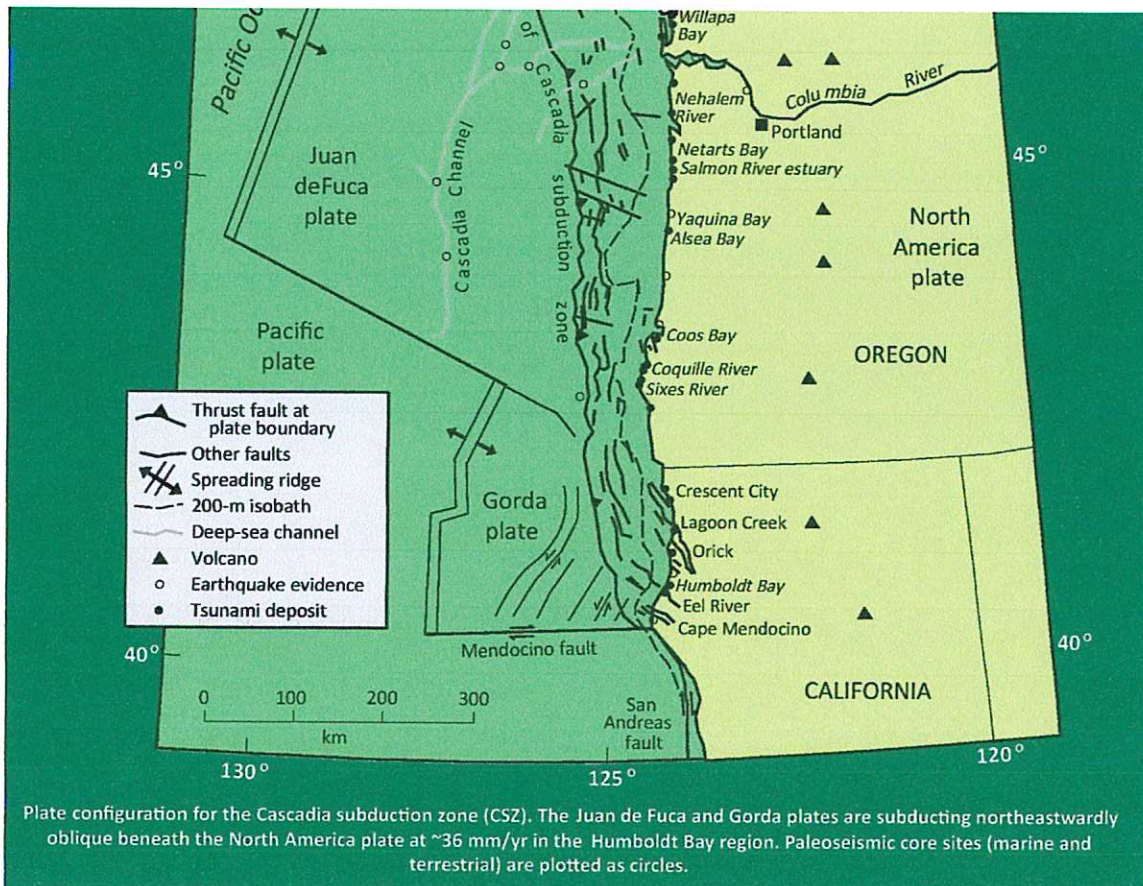 Willapa
Bay
Pacific Oc
of Cascadia
subduction
zone
Cascadia Channel
Columbia
River
Nehalem
River
Portland
Juan
deFuca
plate
45°
45°
Netarts Bay
Salmon River estuary
Yaquina Bay
Alsea Bay
North
America
plate
Pacific
plate
Coos Bay
OREGON
Coquille River
Sixes River
Thrust fault at
plate boundary
Other faults
Spreading ridge
200-m isobath
Deep-sea channel
Volcano
Earthquake evidence
Tsunami deposit
Gorda
plate
Crescent City
Lagoon Creek
Orick
Humboldt Bay
Eel River
Cape Mendocino
Mendocino fault
40°
40°
CALIFORNIA
0 100 200 300
km
San
Andreas
fault
130°
125°
120°
Plate configuration for the Cascadia subduction zone (CSZ). The Juan de Fuca and Gorda plates are subducting northeastwardly
oblique beneath the North America plate at ~36 mm/yr in the Humboldt Bay region. Paleoseismic core sites (marine and
terrestrial) are plotted as circles.